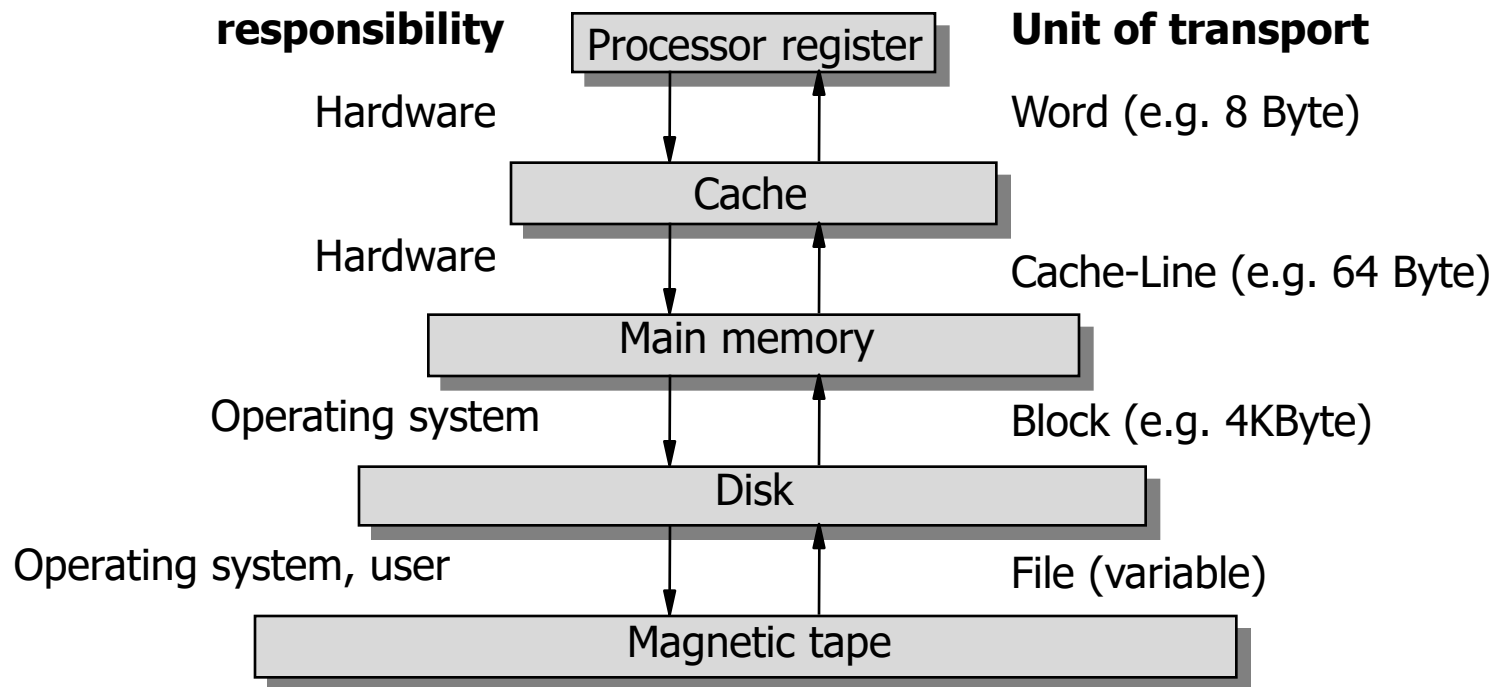 responsibility
Processor register
Unit of transport
Hardware
Word (e.g. 8 Byte)
Cache
Hardware
Cache-Line (e.g. 64 Byte)
Main memory
Operating system
Block (e.g. 4KByte)
Disk
Operating system, user
File (variable)
Magnetic tape